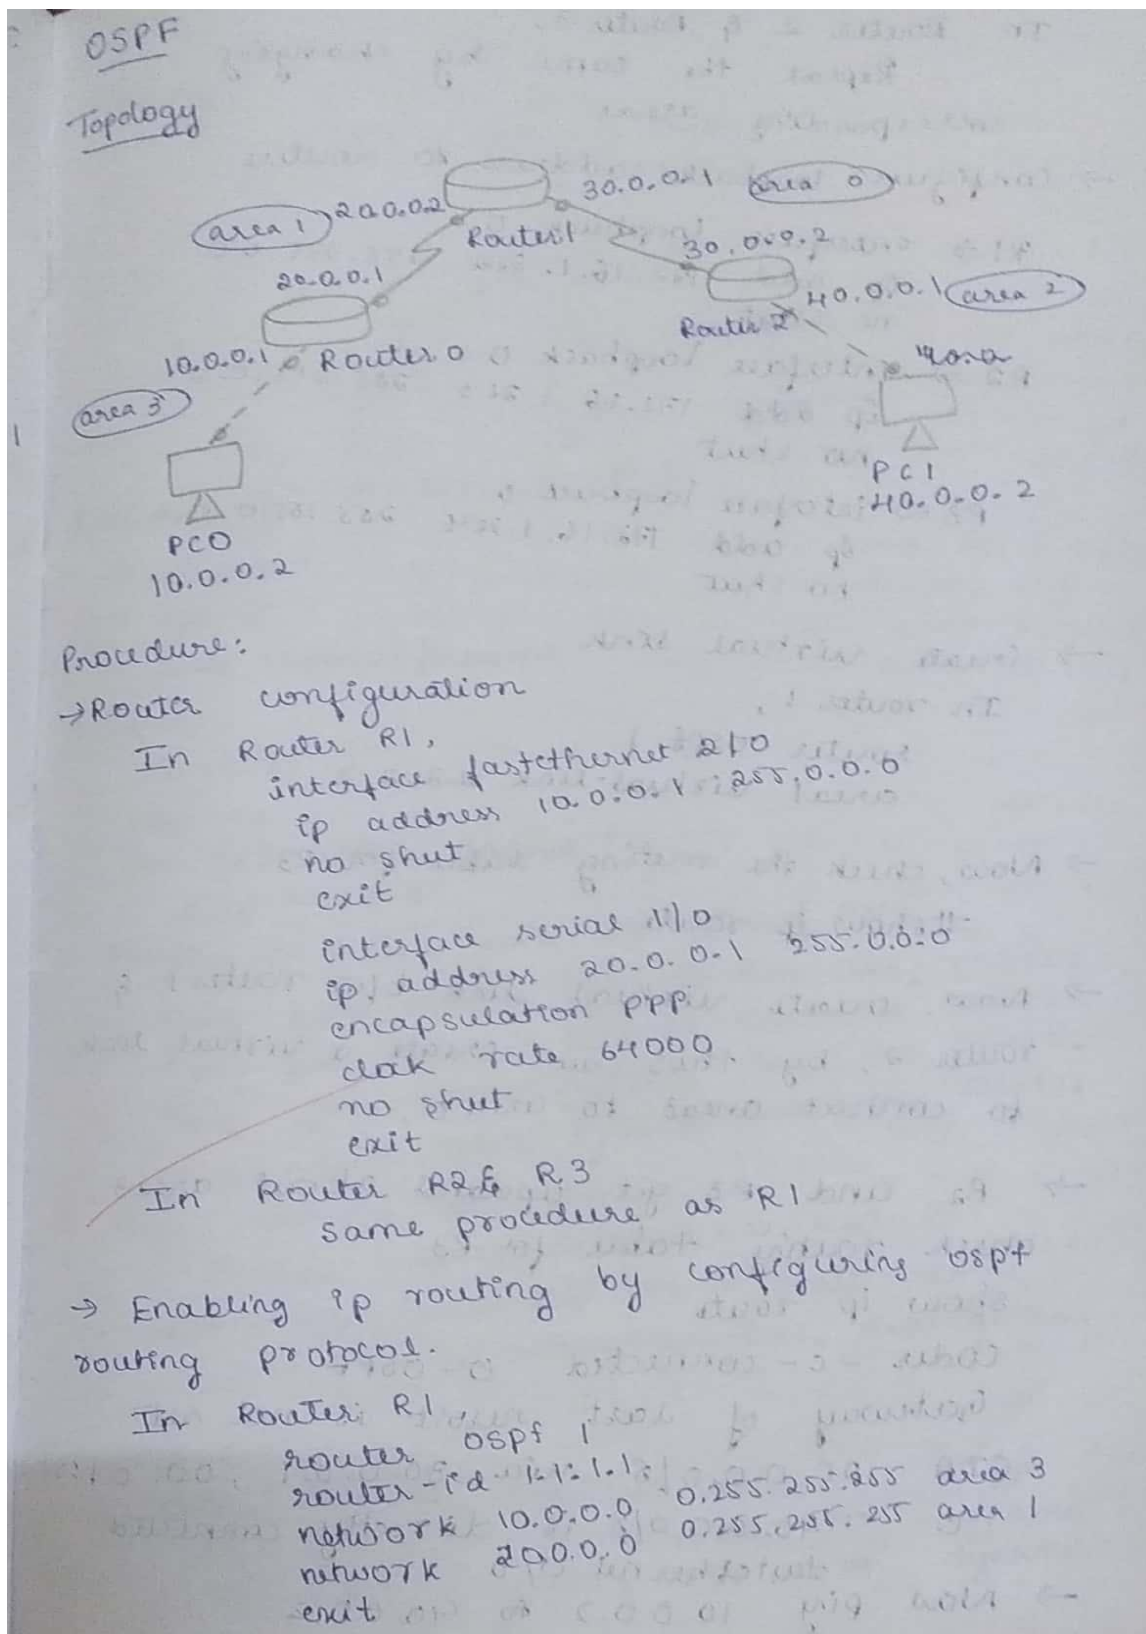 OSPF
Topology
area 1
20.0.0.2
Router 1
30.0.0.1
area 0
30.0.0.2
20.0.0.1
Router 2
40.0.0.1
area 2
10.0.0.1
Router 0
area 3
PC0
10.0.0.2
PC1
40.0.0.2
Procedure:
→Router configuration
In Router R1,
interface fastethernet 2/0
ip address 10.0.0.1 255.0.0.0
no shut
exit
interface serial 1/0
ip address 20.0.0.1 255.0.0.0
encapsulation ppp
clock rate 64000
no shut
exit
In Router R2 & R3
same procedure as R1
→ Enabling ip routing by configuring ospf
routing protocol.
In Router R1,
router ospf 1
router-id 1.1.1.1
network 10.0.0.0 0.255.255.255 area 3
network 20.0.0.0 0.255.255.255 area 1
exit